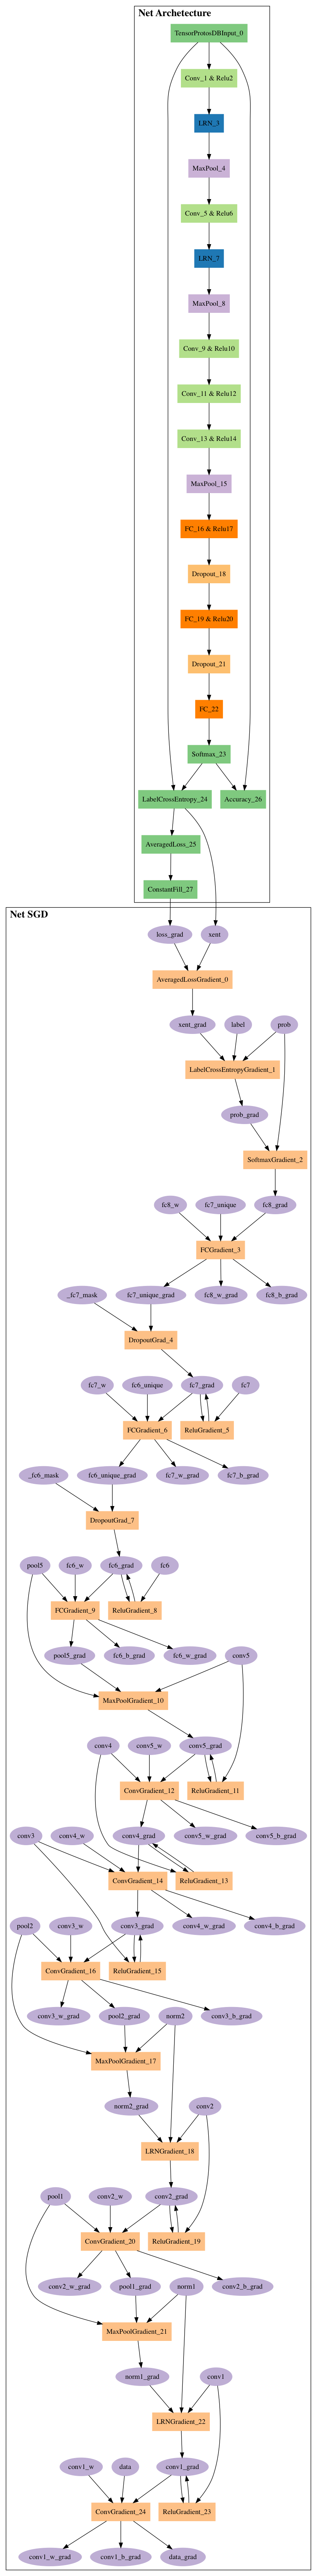 Net Archetecture
TensorProtosDBInput_0
Conv_1 & Relu2
LRN_3
MaxPool_4
Conv_5 & Relu6
LRN_7
MaxPool_8
Conv_9 & Relu10
Conv_11 & Relu12
Conv_13 & Relu14
MaxPool_15
FC_16 & Relu17
Dropout_18
FC_19 & Relu20
Dropout_21
FC_22
Softmax_23
LabelCrossEntropy_24
Accuracy_26
AveragedLoss_25
ConstantFill_27
Net SGD
loss_grad
xent
AveragedLossGradient_0
xent_grad
label
prob
LabelCrossEntropyGradient_1
prob_grad
SoftmaxGradient_2
fc8_w
fc7_unique
fc8_grad
FCGradient_3
fc7_unique_grad
fc8_w_grad
fc8_b_grad
_fc7_mask
DropoutGrad_4
fc7_w
fc6_unique
fc7_grad
fc7
FCGradient_6
ReluGradient_5
_fc6_mask
fc6_unique_grad
fc7_w_grad
fc7_b_grad
DropoutGrad_7
pool5
fc6_w
fc6_grad
fc6
FCGradient_9
ReluGradient_8
pool5_grad
fc6_b_grad
fc6_w_grad
conv5
MaxPoolGradient_10
conv4
conv5_w
conv5_grad
ConvGradient_12
ReluGradient_11
conv3
conv4_w
conv4_grad
conv5_w_grad
conv5_b_grad
ConvGradient_14
ReluGradient_13
pool2
conv3_w
conv3_grad
conv4_w_grad
conv4_b_grad
ConvGradient_16
ReluGradient_15
conv3_w_grad
pool2_grad
norm2
conv3_b_grad
MaxPoolGradient_17
norm2_grad
conv2
LRNGradient_18
pool1
conv2_w
conv2_grad
ConvGradient_20
ReluGradient_19
conv2_w_grad
pool1_grad
norm1
conv2_b_grad
MaxPoolGradient_21
norm1_grad
conv1
LRNGradient_22
conv1_w
data
conv1_grad
ConvGradient_24
ReluGradient_23
conv1_w_grad
conv1_b_grad
data_grad